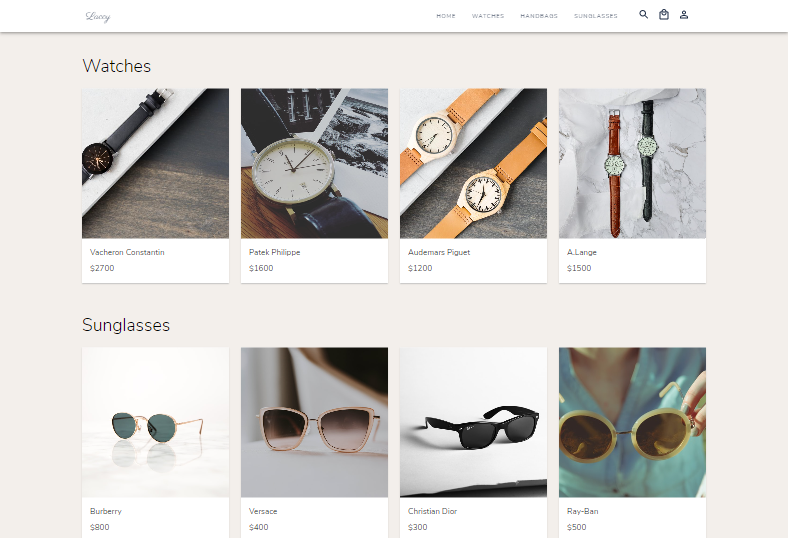 Luccy
HOME WATCHES HANDBAGS SUNGLASSES
Watches
Vacheron Constantin
$2700
Patek Philippe
$1600
Audemars Piguet
$1200
A.Lange
$1500
Sunglasses
Burberry
$800
Versace
$400
Christian Dior
$300
Ray-Ban
$500